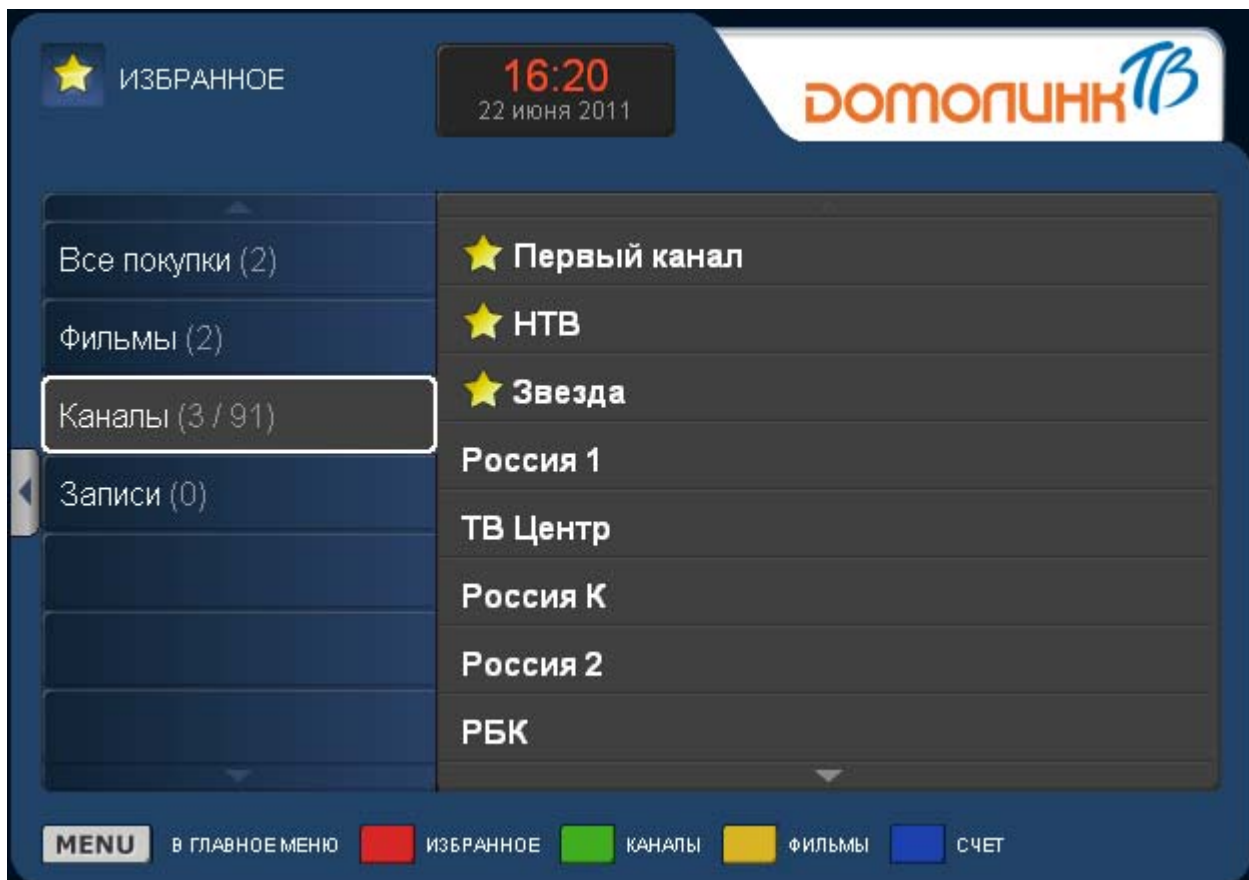 ИЗБРАННОЕ
16:20
22 июня 2011
домолинк ТВ
Все покупки (2)
Фильмы (2)
Каналы (3 / 91)
Записи (0)
Первый канал
НТВ
Звезда
Россия 1
ТВ Центр
Россия К
Россия 2
РБК
MENU В ГЛАВНОЕ МЕНЮ ИЗБРАННОЕ КАНАЛЫ ФИЛЬМЫ СЧЕТ